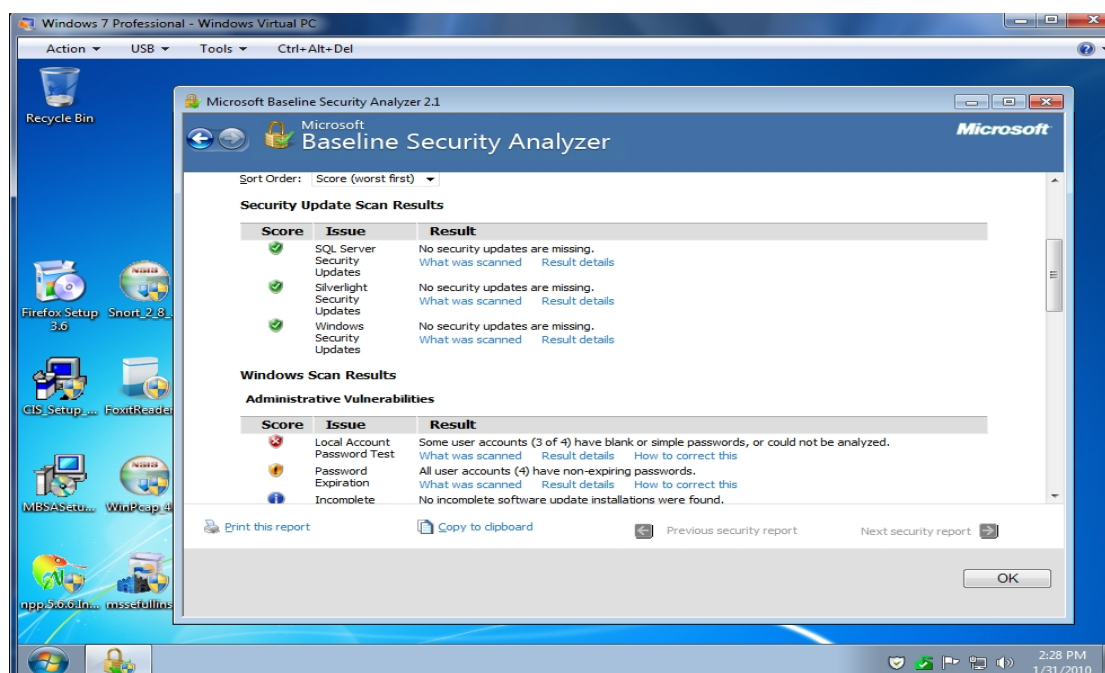 Windows 7 Professional - Windows Virtual PC
Action USB Tools Ctrl+Alt+Del
Recycle Bin
Microsoft Baseline Security Analyzer 2.1
Microsoft
Baseline Security Analyzer
Microsoft
Sort Order: Score (worst first)
Security Update Scan Results
Score Issue Result
SQL Server No security updates are missing.
Security What was scanned Result details
Updates
Silverlight No security updates are missing.
Security What was scanned Result details
Updates
Windows No security updates are missing.
Security What was scanned Result details
Updates
Windows Scan Results
Administrative Vulnerabilities
Score Issue Result
Local Account Some user accounts (3 of 4) have blank or simple passwords, or could not be analyzed.
Password Test What was scanned Result details How to correct this
Password All user accounts (4) have non-expiring passwords.
Expiration What was scanned Result details How to correct this
Incomplete No incomplete software update installations were found.
Print this report Copy to clipboard Previous security report Next security report
OK
Firefox Setup Snort_2_8_
3.6
CIS_Setup_... FoxitReader
MBSASetu... WinPcap_4
npp.5.6.6.In... mssefullins
2:28 PM
1/31/2010